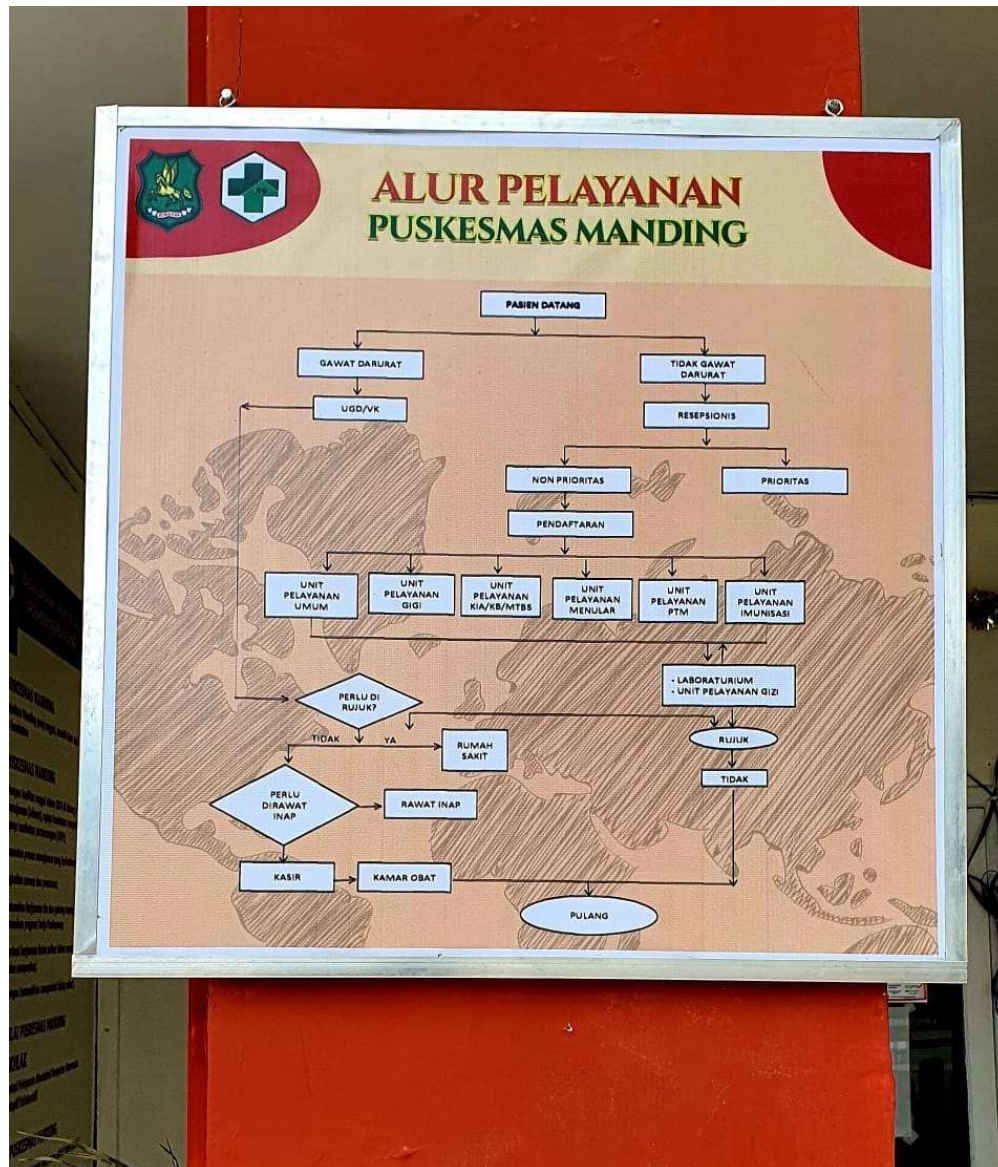 ALUR PELAYANAN
PUSKESMAS MANDING
PASIEN DATANG
GAWAT DARURAT
TIDAK GAWAT
DARURAT
UGD/VK
RESEPSIONIS
NON PRIORITAS
PRIORITAS
PENDAFTARAN
UNIT
PELAYANAN
UMUM
UNIT
PELAYANAN
GIGI
UNIT
PELAYANAN
KIA/KB/MTBS
UNIT
PELAYANAN
MENULAR
UNIT
PELAYANAN
PTM
UNIT
PELAYANAN
IMUNISASI
- LABORATURIUM
- UNIT PELAYANAN GIZI
PERLU DI
RUJUK?
TIDAK
YA
RUMAH
SAKIT
RUJUK
TIDAK
PERLU
DIRAWAT
INAP
RAWAT INAP
KASIR
KAMAR OBAT
PULANG
PUSKESMAS MANDING